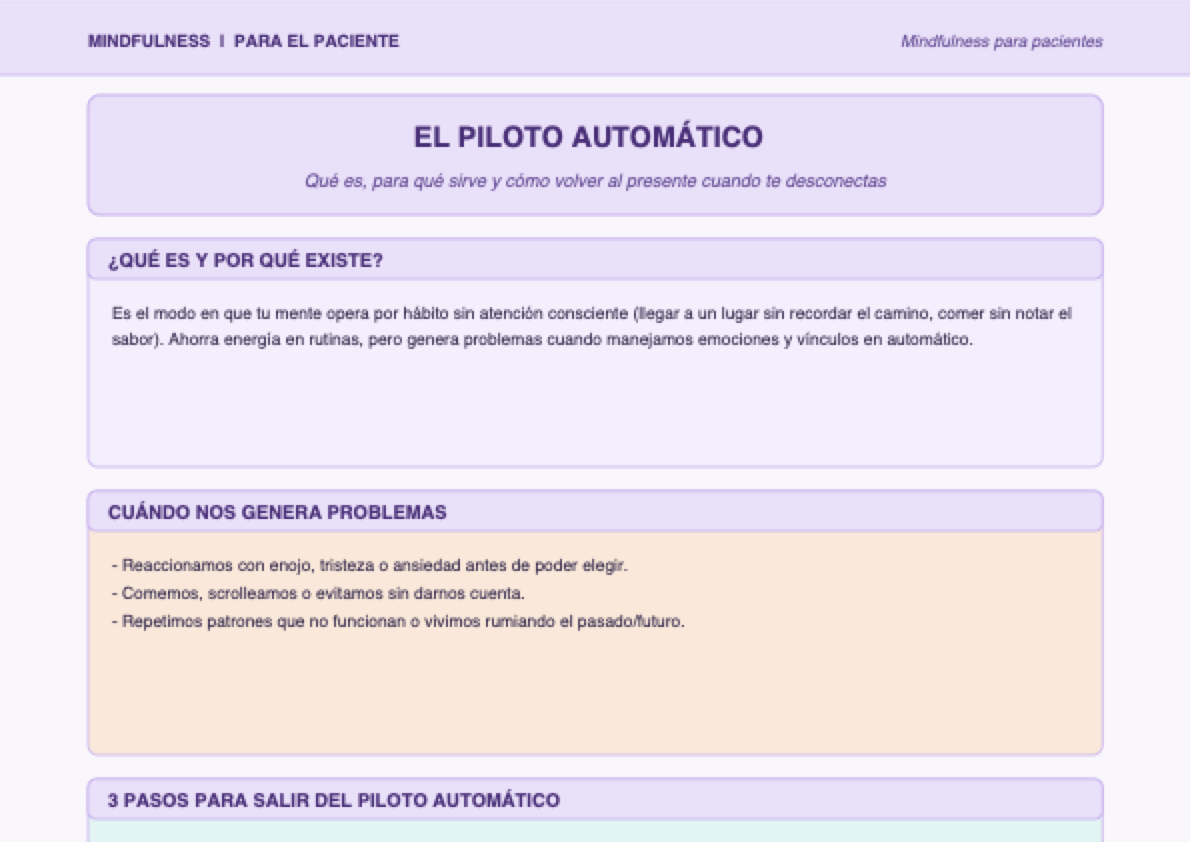 MINDFULNESS | PARA EL PACIENTE
Mindfulness para pacientes
EL PILOTO AUTOMÁTICO
Qué es, para qué sirve y cómo volver al presente cuando te desconectas
¿QUÉ ES Y POR QUÉ EXISTE?
Es el modo en que tu mente opera por hábito sin atención consciente (llegar a un lugar sin recordar el camino, comer sin notar el
sabor). Ahorra energía en rutinas, pero genera problemas cuando manejamos emociones y vínculos en automático.
CUÁNDO NOS GENERA PROBLEMAS
- Reaccionamos con enojo, tristeza o ansiedad antes de poder elegir.
- Comemos, scrolleamos o evitamos sin darnos cuenta.
- Repetimos patrones que no funcionan o vivimos rumiando el pasado/futuro.
3 PASOS PARA SALIR DEL PILOTO AUTOMÁTICO